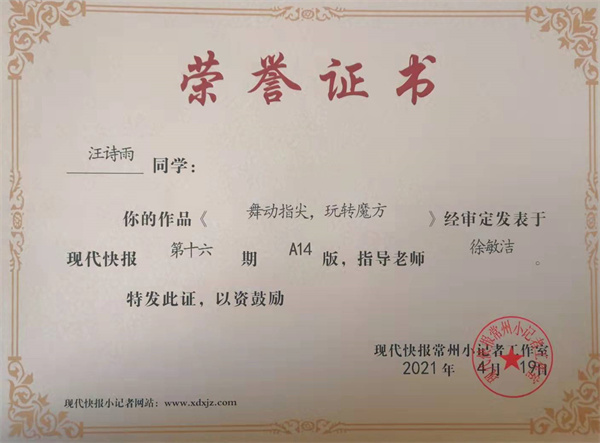 荣誉证书
汪诗雨 同学：
你的作品《 舞动指尖，玩转魔方 》经审定发表于
现代快报 第十六 期 A14 版，指导老师 徐敏洁 。
特发此证，以资鼓励
现代快报常州小记者工作室
2021 年 4 月 19日
现代快报小记者网站：www.xdxjz.com